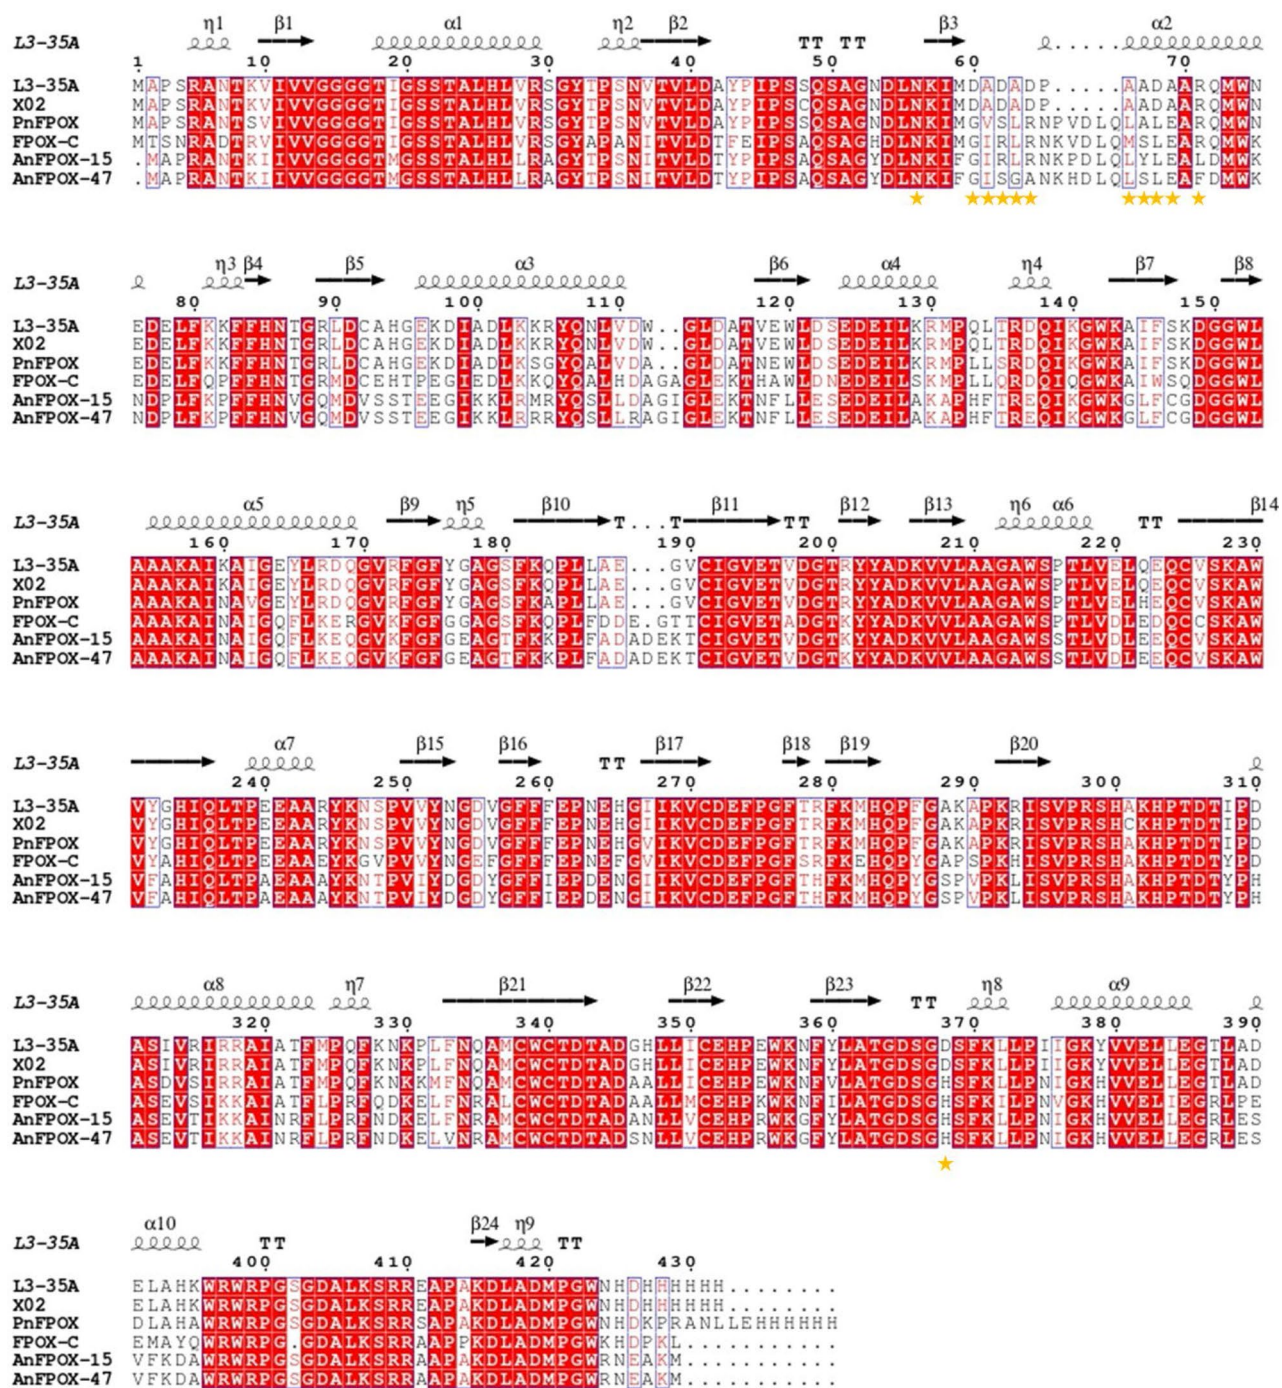 η1 β1 α1 η2 β2 β3 α2
L3-35A TT TT .....
1 10 20 30 40 50 60 70
L3-35A MAPSRANTKVIVVGGGGTIGSSTALHLVRSGYTPSNVTVLDAYPIPSSQSAGNDLNKIMDADADP.....AADAARQMWN
X02 MAPSRANTKVIVVGGGGTIGSSTALHLVRSGYTPSNVTVLDAYPIPSCQSAGNDLNKIMDADADP.....AADAARQMWN
PnFPOX MAPSRANTSVIVVGGGGTIGSSTALHLVRSGYTPSNVTVLDAYPIPSSQSAGNDLNKIMGVSLRNPVDLQLALEARQMWN
FPOX-C MTSNRADTRVIVVGGGGTIGSSTALHLVRSGYAPANITVLDTFEIPSAQSAGNDLNKIMGVSLRNPVDLQMSLEARQMWK
AnFPOX-15 .MAPRANTKIIVVGGGGTMGSSTALHLLRAGYTPSNITVLDTYPIPSAQSAGYDLNKIFGIRLRNKPDLQLYLEALDMWK
AnFPOX-47 .MAPRANTKIIVVGGGGTMGSSTALHLLRAGYTPSNITVLDTYPIPSAQSAGYDLNKIFGISGANKHDLQLSLEAFDMWK
η3 β4 β5 α3 β6 α4 η4 β7 β8
L3-35A ..
80 90 100 110 120 130 140 150
L3-35A EDELFKKFFHNTGRLDCAHGEKDIADLKKRYQNLVDW..GLDATVEWLDSEDEILKRMPQLTRDQIKGWKAIFSKDGGWL
X02 EDELFKKFFHNTGRLDCAHGEKDIADLKKRYQNLVDW..GLDATVEWLDSEDEILKRMPQLTRDQIKGWKAIFSKDGGWL
PnFPOX EDELFKKFFHNTGRLDCAHGEKDIADLKSGYQNLVDA..GLDATNEWLDSEDEILKRMPLLSRDQIKGWKAIFSKDGGWL
FPOX-C EDELFQPFFHNTGRMDCEHTPEGIEDLKKQYQALHDAGAGLEKTHAWLDNEDEILSKMPLLQRDQIQGWKAIWSQDGGWL
AnFPOX-15 NDPLFKPFFHNVGQMDVSSTEEGIKKLRMRYQSLLDAGIGLEKTNFLLESEDEILAKAPHFTREQIKGWKGLFCGDGGWL
AnFPOX-47 NDPLFKPFFHNVGQMDVSSTEEGIKKLRRRYQSLLRAGIGLEKTNFLLESEDEILAKAPHFTREQIKGWKGLFCGDGGWL
α5 β9 η5 β10 β11 β12 β13 η6 α6 β14
L3-35A T...T TT TT
160 170 180 190 200 210 220 230
L3-35A AAAKAIKAIGEYLRDQGVRFGFYGAGSFKQPLLAE...GVCIGVETVDGTRYYADKVVLAAGAWSPTLVELQEQCVSKAW
X02 AAAKAIKAIGEYLRDQGVRFGFYGAGSFKQPLLAE...GVCIGVETVDGTRYYADKVVLAAGAWSPTLVELQEQCVSKAW
PnFPOX AAAKAINAVGEYLRDQGVRFGFYGAGSFKAPLLAE...GVCIGVETVDGTRYYADKVVLAAGAWSPTLVELHEQCVSKAW
FPOX-C AAAKAINAIGQFLKERGVKFGFGGAGSFKQPLFDDE.GTTCIGVETADGTKYYADKVVLAAGAWSPTLVDLEDQCCSKAW
AnFPOX-15 AAAKAINAIGQFLKEQGVKFGFGEAGTFKKPLFADADEKTCIGVETVDGTKYYADKVVLAAGAWSSTLVDLEEQCVSKAW
AnFPOX-47 AAAKAINAIGQFLKEQGVKFGFGEAGTFKKPLFADADEKTCIGVETVDGTKYYADKVVLAAGAWSSTLVDLEEQCVSKAW
α7 β15 β16 β17 β18 β19 β20
L3-35A TT
240 250 260 270 280 290 300 310
L3-35A VYGHIQLTPEEAARYKNSPVVYNGDVGFFFEPNEHGIIKVCDEFPGFTRFKMHQPFGAKAPKRISVPRSHAKHPTDTIPD
X02 VYGHIQLTPEEAARYKNSPVVYNGDVGFFFEPNEHGIIKVCDEFPGFTRFKMHQPFGAKAPKRISVPRSHCKHPTDTIPD
PnFPOX VYGHIQLTPEEAARYKNSPVVYNGDVGFFFEPNEHGIIKVCDEFPGFTRFKMHQPFGAKAPKRISVPRSHAKHPTDTIPD
FPOX-C VYAHIQLTPEEAAEYKGVPVVYNGEFGFFFEPNEFGVIKVCDEFPGFSRFKEHQPYGAPSPKHISVPRSHAKHPTDTYPD
AnFPOX-15 VFAHIQLTPAEAAAYKNTPVIYDGDYGFFIEPDENGIIKVCDEFPGFTHFKMHQPYGSPVPKLISVPRSHAKHPTDTYPH
AnFPOX-47 VFAHIQLTPAEAAAYKNTPVIYDGDYGFFIEPDENGIIKVCDEFPGFTHFKMHQPYGSPVPKLISVPRSHAKHPTDTYPH
α8 η7 β21 β22 β23 η8 α9
L3-35A TT
320 330 340 350 360 370 380 390
L3-35A ASIVRIRRAIATFMPQFKNKPLFNQAMCWCTDTADGHLLICEHPEWKNFYLATGDSGDSFKLLPIIGKYVVELLEGTLAD
X02 ASIVRIRRAIATFMPQFKNKPLFNQAMCWCTDTADGHLLICEHPEWKNFYLATGDSGDSFKLLPIIGKYVVELLEGTLAD
PnFPOX ASDVSIRRAIATFMPQFKNKKMFNQAMCWCTDTADAALLICEHPEWKNFVLATGDSGHSFKLLPNIGKHVVELLEGTLAD
FPOX-C ASEVSIKKAIATFLPRFQDKELFNRALCWCTDTADAALLMCEHPKWKNFILATGDSGHSFKILPNVGKHVVELIEGRLPE
AnFPOX-15 ASEVTIKKAINRFLPRFNDKELFNRAMCWCTDTADSNLLVCEHPRWKNFYLATGDSGHSFKLLPNIGKHVVELLEGRLES
AnFPOX-47 ASEVTIKKAINRFLPRFNDKELVNRAMCWCTDTADSNLLVCEHPRWKGFYLATGDSGHSFKLLPNIGKHVVELLEGRLES
α10 β24 η9
L3-35A TT TT
400 410 420 430
L3-35A ELAHKWRWRPGSGDALKSRREAPAKDLADMPGWNHDHHHHH........
X02 ELAHKWRWRPGSGDALKSRREAPAKDLADMPGWNHDHHHHH........
PnFPOX DLAHAWRWRPGSGDALKSRRSAPAKDLADMPGWNHDKPRANLLEHHHHHH
FPOX-C EMAYQWRWRPG.GDALKSRRAAPPKDLADMPGWKHDPKL...........
AnFPOX-15 VFKDAWRWRPGSGDALKSRRAAPAKDLADMPGWRNEAKM...........
AnFPOX-47 VFKDAWRWRPGSGDALKSRRAAPAKDLADMPGWRNEAKM...........